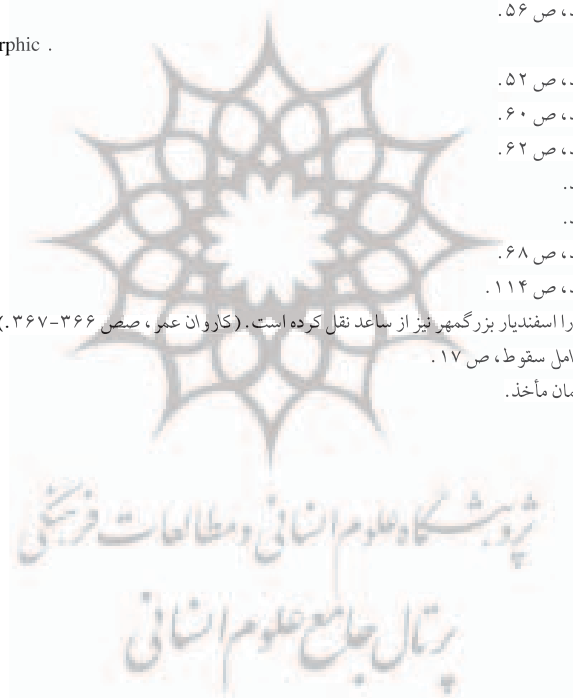 د، ص ۵۶.
rphic .
د، ص ۵۲.
د، ص ۶۰.
د، ص ۶۲.
د.
د.
د، ص ۶۸.
د، ص ۱۱۴.
را اسفندیار بزرگمهر نیز از ساعد نقل کرده است. (کاروان عمر، صص ۳۶۶-۳۶۷.)
امل سقوط، ص ۱۷.
مان مأخذ.
پژوهشگاه علوم انسانی و مطالعات فرهنگی
پرتال جامع علوم انسانی